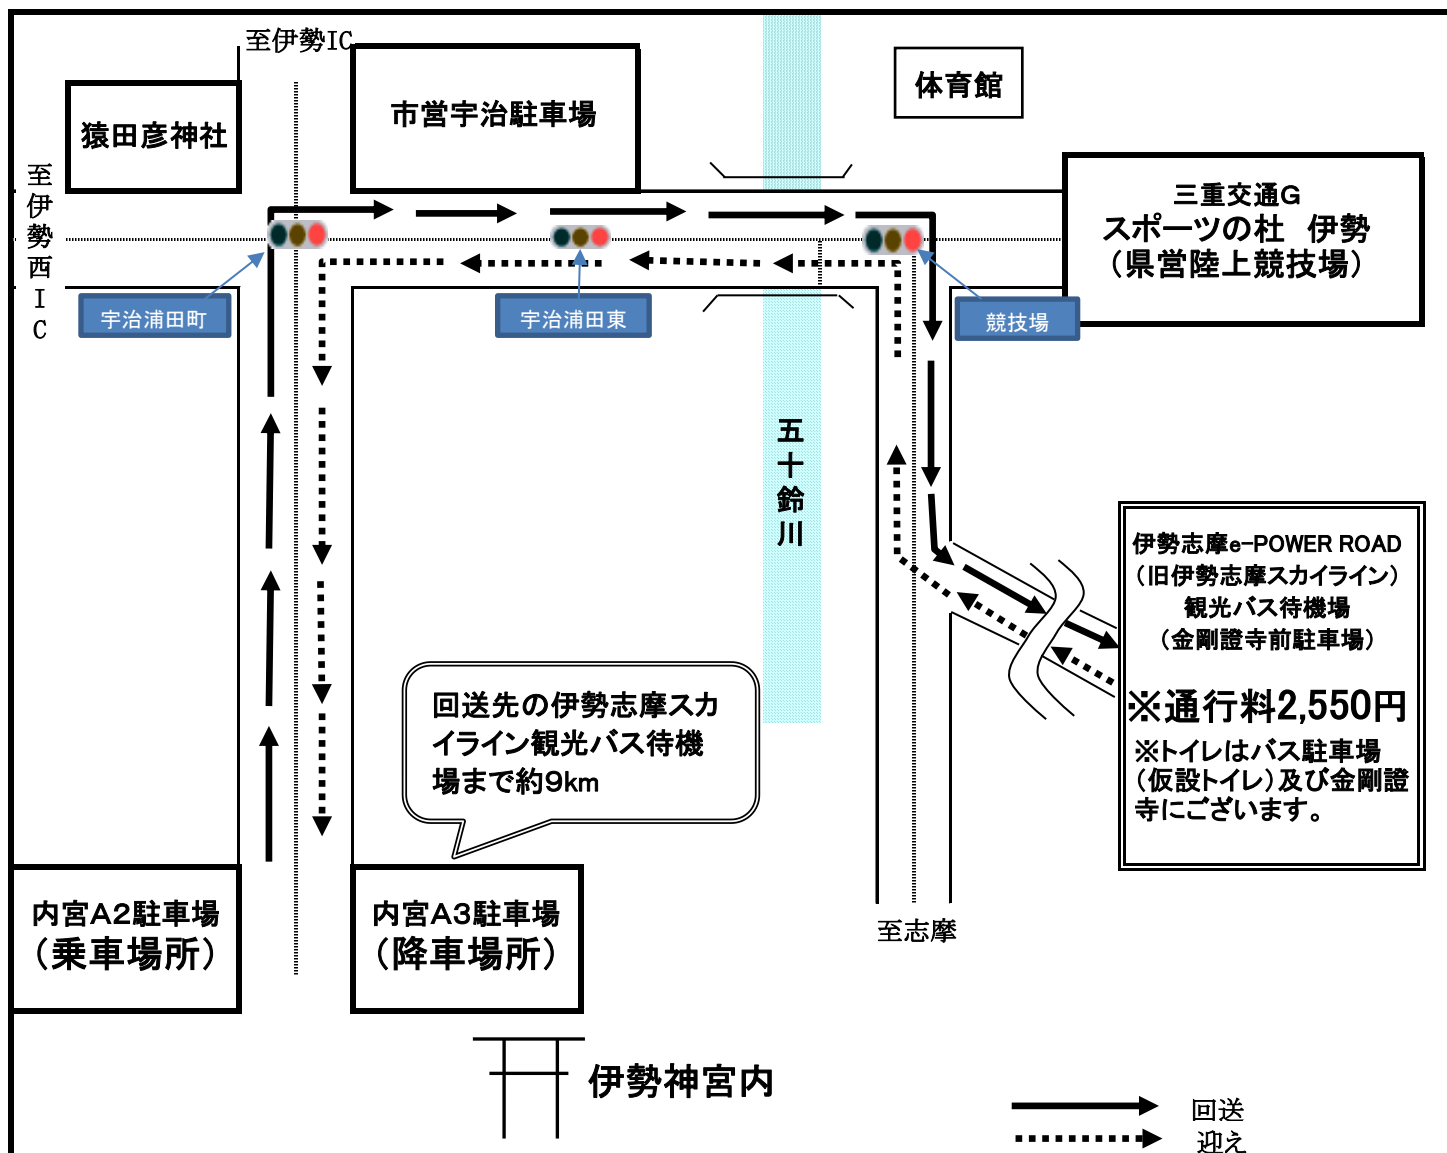 至伊勢IC
体育館
市営宇治駐車場
猿田彦神社
至伊勢西IC
三重交通G
スポーツの杜　伊勢
（県営陸上競技場）
宇治浦田町
宇治浦田東
競技場
五十鈴川
伊勢志摩e-POWER ROAD
（旧伊勢志摩スカイライン）
観光バス待機場
（金剛證寺前駐車場）
※通行料2,550円
※トイレはバス駐車場
（仮設トイレ）及び金剛證
寺にございます。
回送先の伊勢志摩スカ
イライン観光バス待機
場まで約9km
内宮A2駐車場
（乗車場所）
内宮A3駐車場
（降車場所）
至志摩
伊勢神宮内
回送
迎え